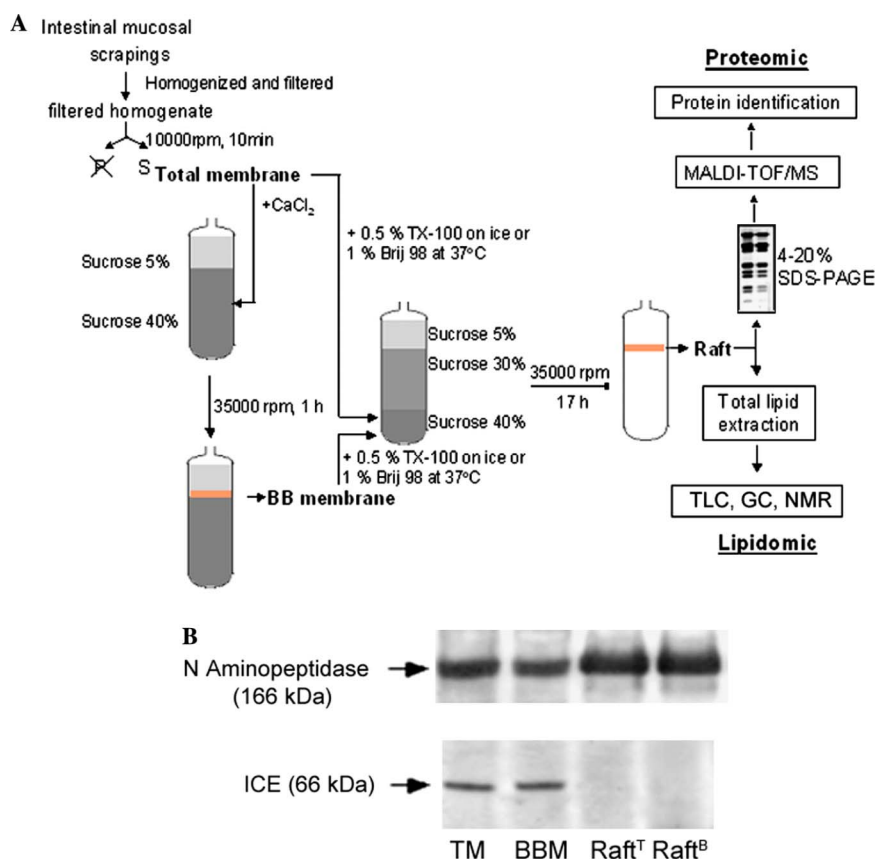 A
Intestinal mucosal
scrapings
Homogenized and filtered
filtered homogenate
10000rpm, 10min
P S
Total membrane
+CaCl2
Sucrose 5%
Sucrose 40%
35000 rpm, 1 h
BB membrane
+ 0.5 % TX-100 on ice or
1 % Brij 98 at 37°C
Sucrose 5%
Sucrose 30%
Sucrose 40%
+ 0.5 % TX-100 on ice or
1 % Brij 98 at 37°C
35000 rpm
17 h
Raft
Proteomic
Protein identification
MALDI-TOF/MS
4-20%
SDS-PAGE
Total lipid
extraction
TLC, GC, NMR
Lipidomic
B
N Aminopeptidase
(166 kDa)
ICE (66 kDa)
TM BBM Raftᵀ Raftᴮ